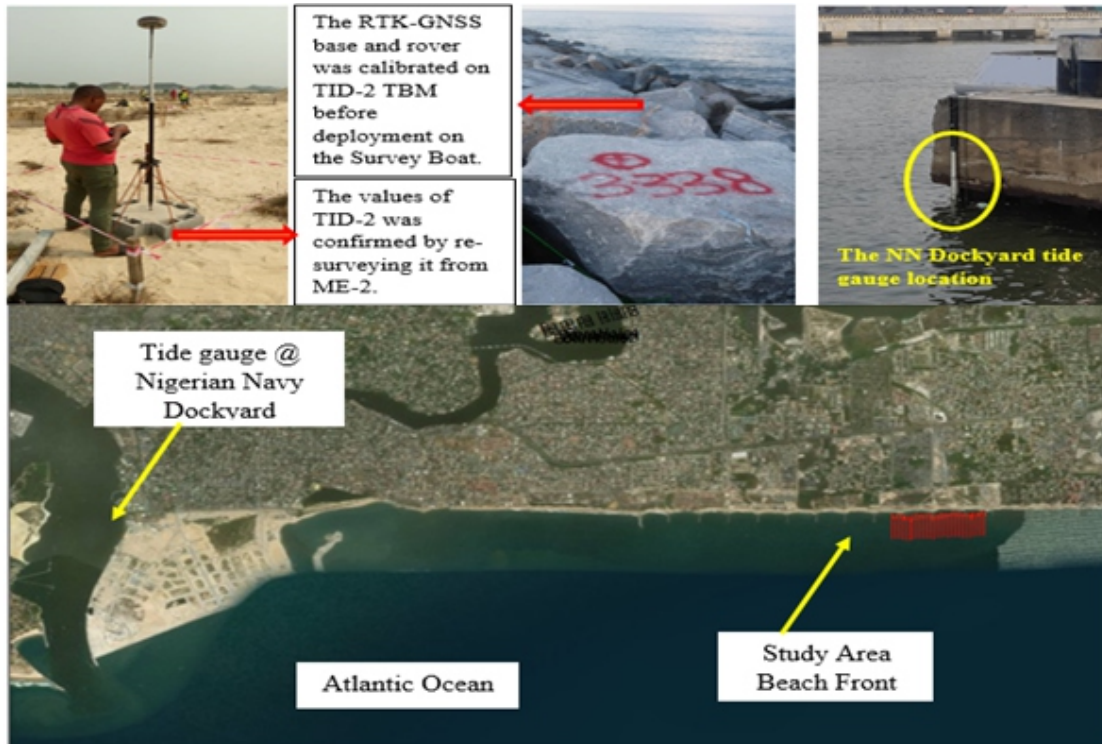 The RTK-GNSS
base and rover
was calibrated on
TID-2 TBM
before
deployment on
the Survey Boat.
The values of
TID-2 was
confirmed by re-
surveying it from
ME-2.
3338
The NN Dockyard tide
gauge location
Tide gauge @
Nigerian Navy
Dockyard
Study Area
Beach Front
Atlantic Ocean